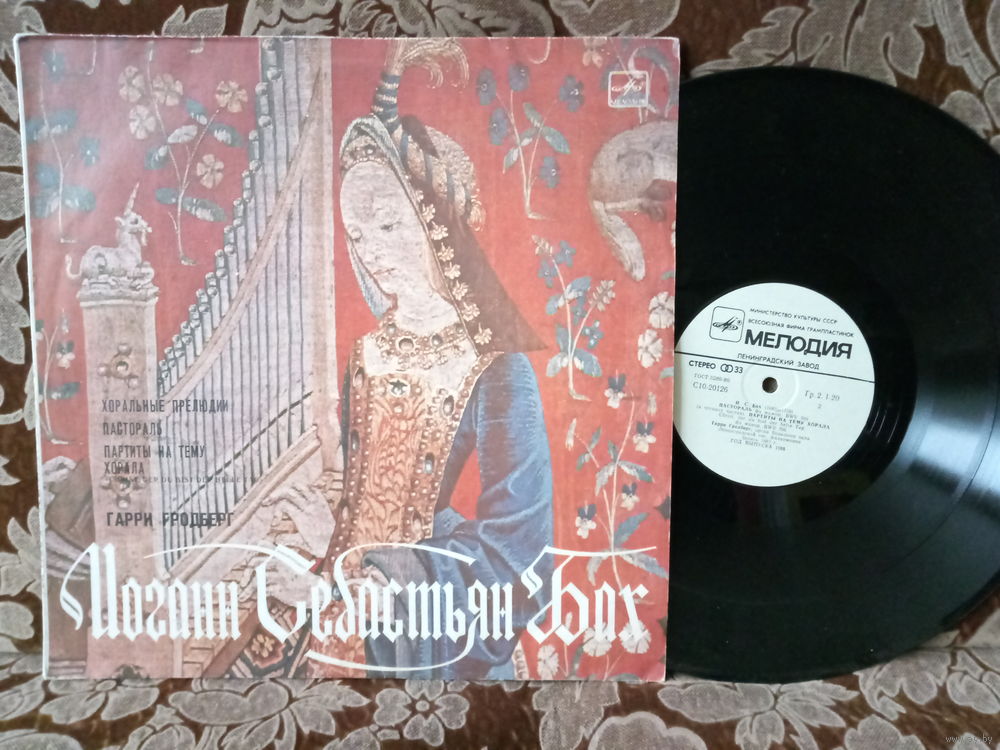 МЕЛОДИЯ
ХОРАЛЬНЫЕ ПРЕЛЮДИИ
ПАСТОРАЛЬ
ПАРТИТЫ НА ТЕМУ
ХОРАЛА
ГАРРИ ГРОДБЕРГ
Иоганн Себастьян Бах
МИНИСТЕРСТВО КУЛЬТУРЫ СССР
ВСЕСОЮЗНАЯ ФИРМА ГРАМПЛАСТИНОК
МЕЛОДИЯ
ЛЕНИНГРАДСКИЙ ЗАВОД
СТЕРЕО 33
С10.20126
Гр. 2. 1.20
2
И. С. Бах
ПАСТОРАЛЬ
ПАРТИТЫ НА ТЕМУ ХОРАЛА
Гарри Гродберг
ГОД ВЫПУСКА